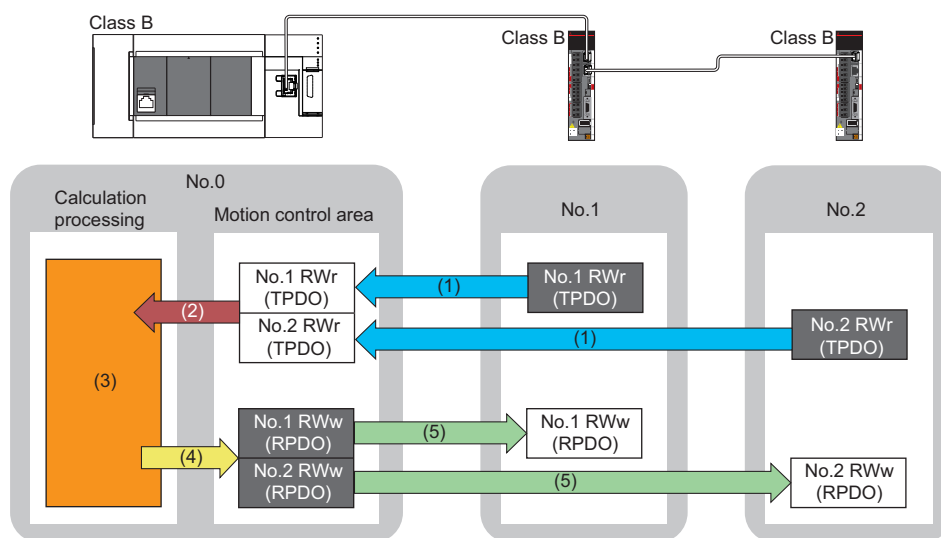 Class B
Class B
Class B
No.0
Calculation
processing
Motion control area
No.1
No.2
No.1 RWr
(TPDO)
(1)
No.1 RWr
(TPDO)
(2)
No.2 RWr
(TPDO)
(1)
No.2 RWr
(TPDO)
(3)
No.1 RWw
(RPDO)
(5)
No.1 RWw
(RPDO)
(4)
No.2 RWw
(RPDO)
(5)
No.2 RWw
(RPDO)